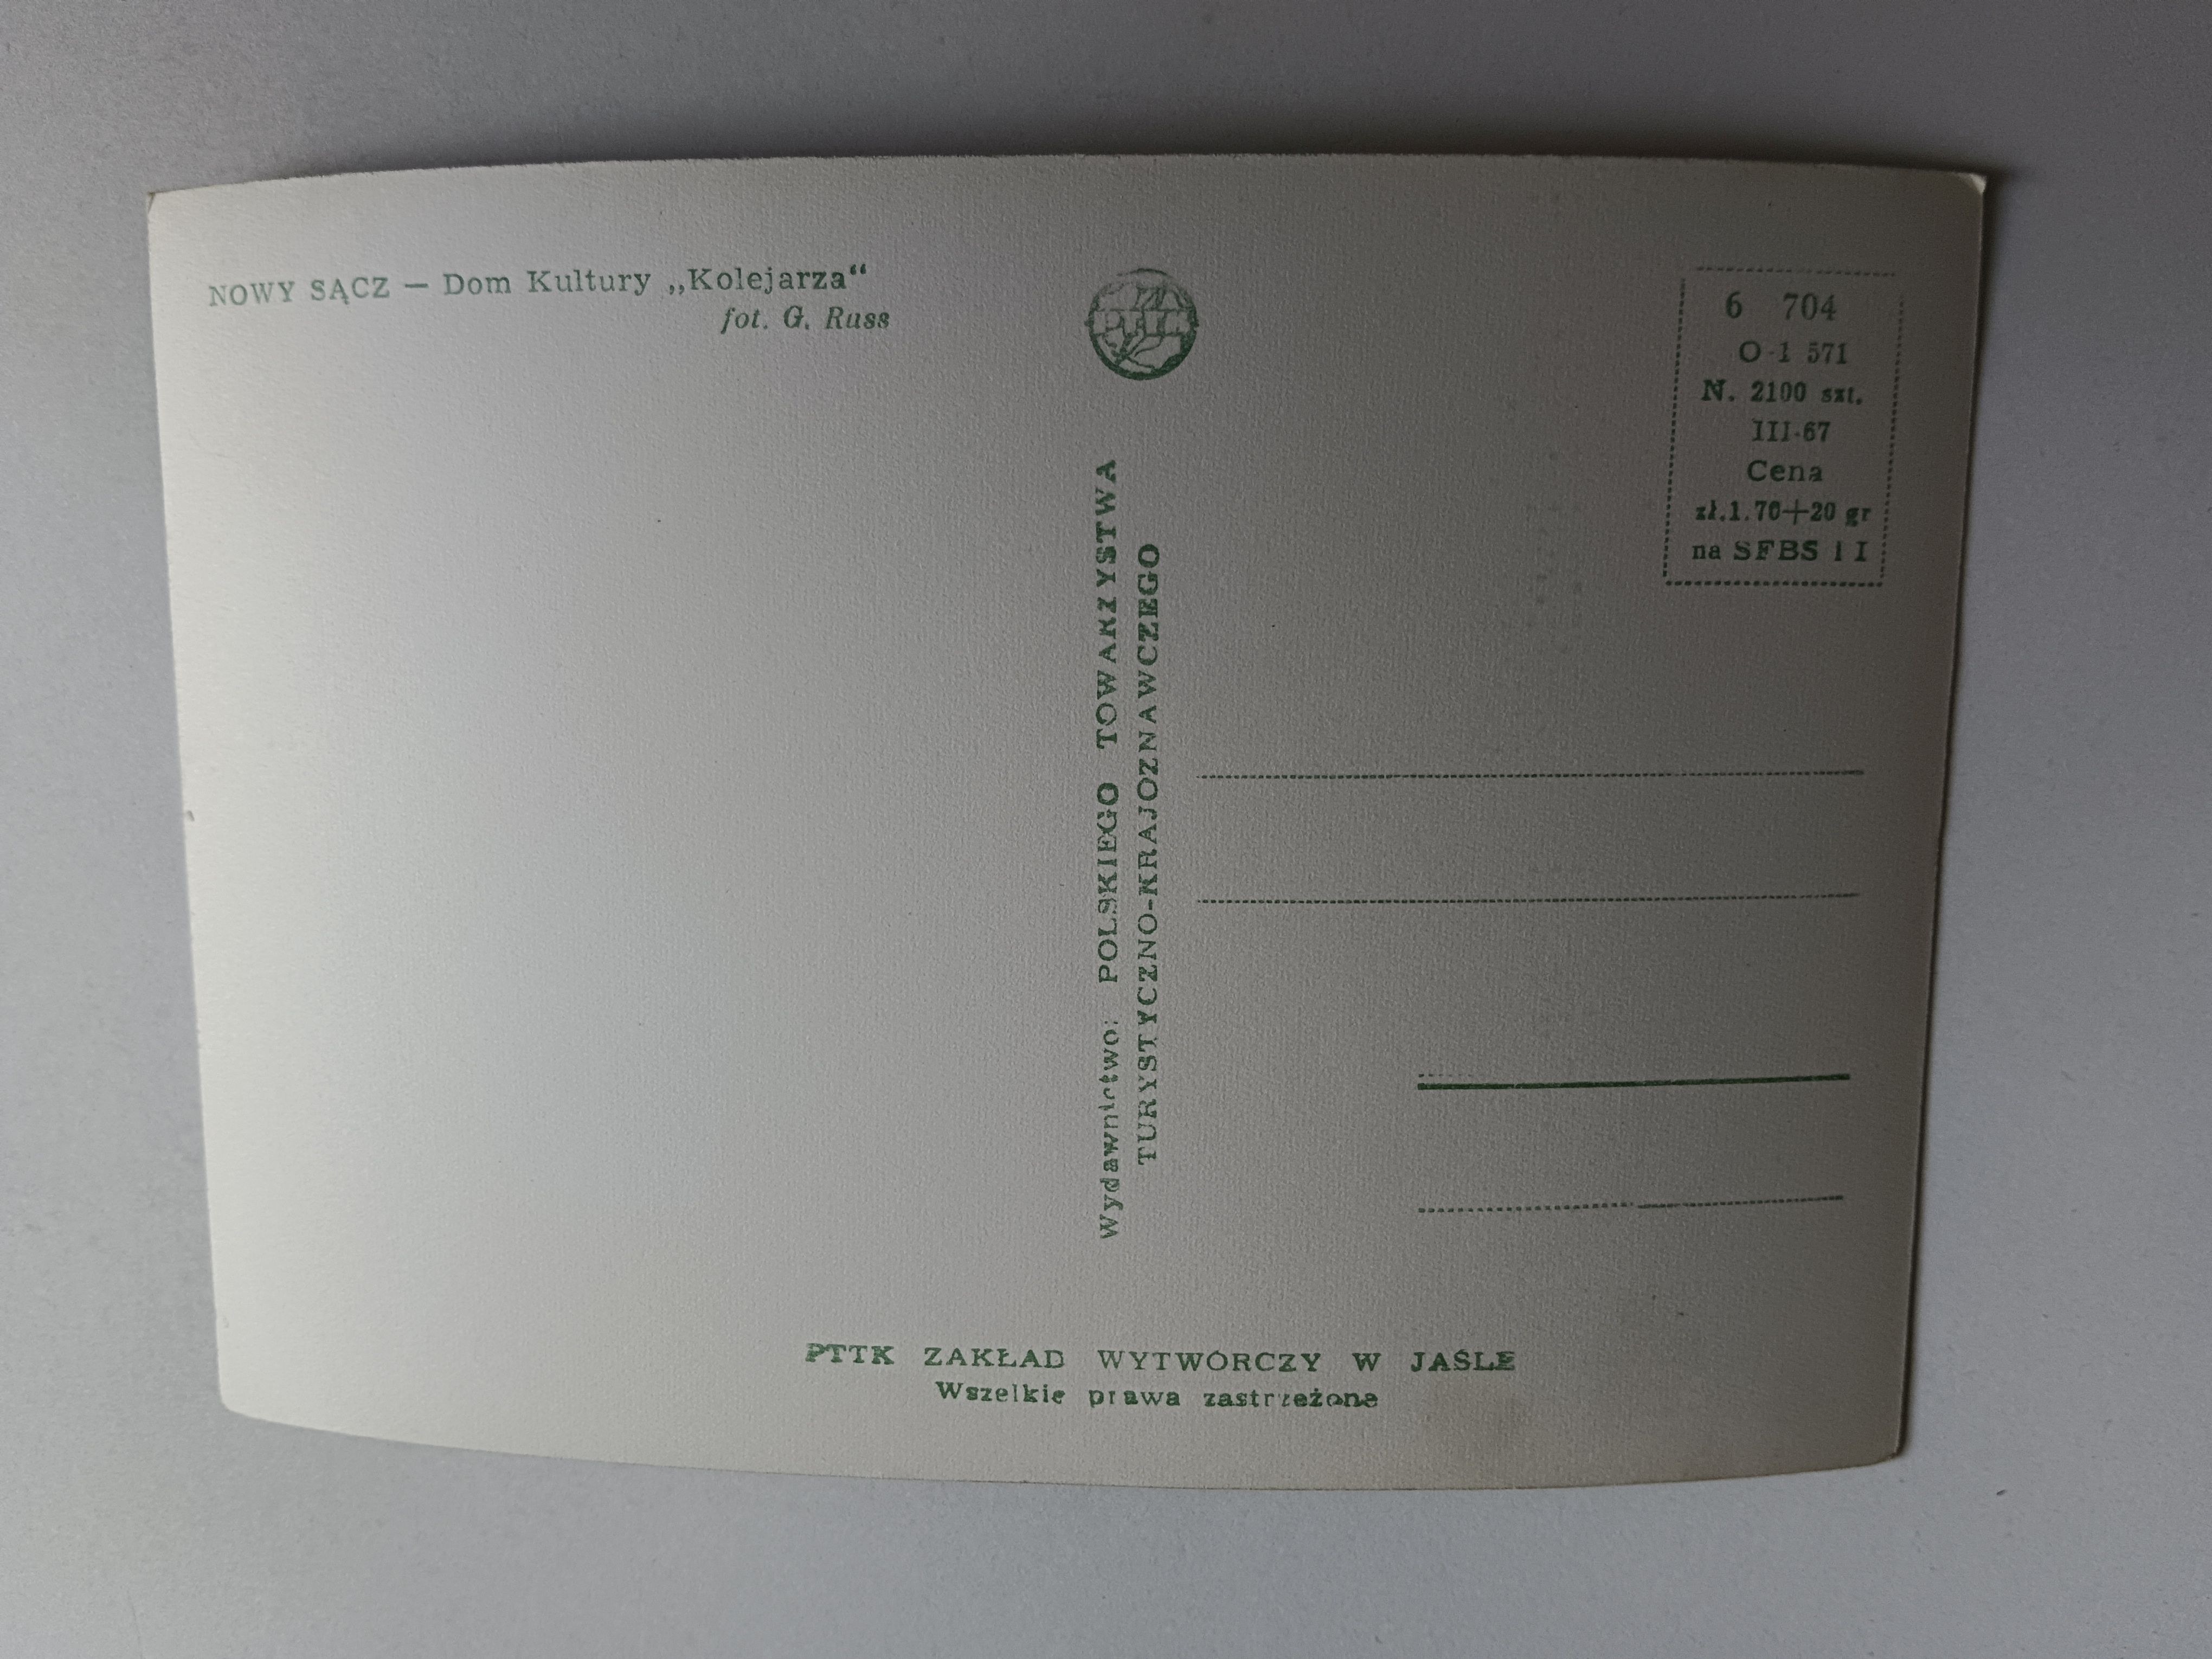 NOWY SĄCZ — Dom Kultury „Kolejarza“
fot. G. Russ
PTTK
6 704
O-1 571
N. 2100 szt.
III-67
Cena
zł.1.70+20 gr
na SFBS i I
Wydawnictwo: POLSKIEGO TOWARZYSTWA
TURYSTYCZNO-KRAJOZNAWCZEGO
PTTK ZAKŁAD WYTWÓRCZY W JAŚLE
Wszelkie prawa zastrzeżone